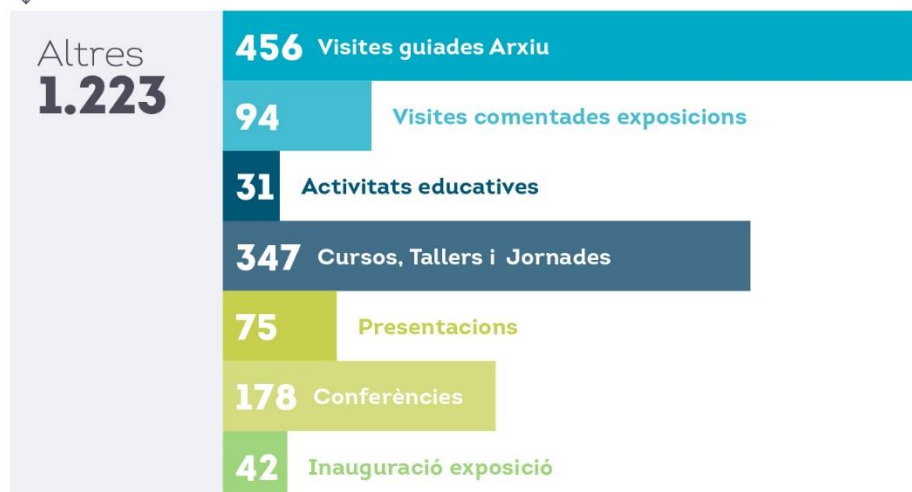 Altres
1.223
456 Visites guiades Arxiu
94 Visites comentades exposicions
31 Activitats educatives
347 Cursos, Tallers i Jornades
75 Presentacions
178 Conferències
42 Inauguració exposició